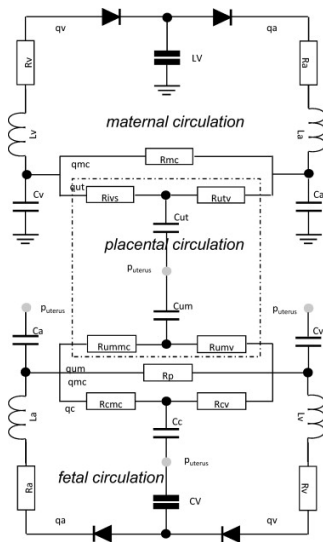 qv
qa
Rv
LV
Ra
Lv
maternal circulation
La
Rmc
qmc
Cv
qut
Ca
Rivs
Rutv
Cut
placental circulation
puterus
puterus
puterus
Cum
Ca
Cv
Rummc
Rumv
qum
qmc
Rp
qc
Rcmc
Rcv
La
Cc
Lv
puterus
fetal circulation
Ra
CV
Rv
qa
qv